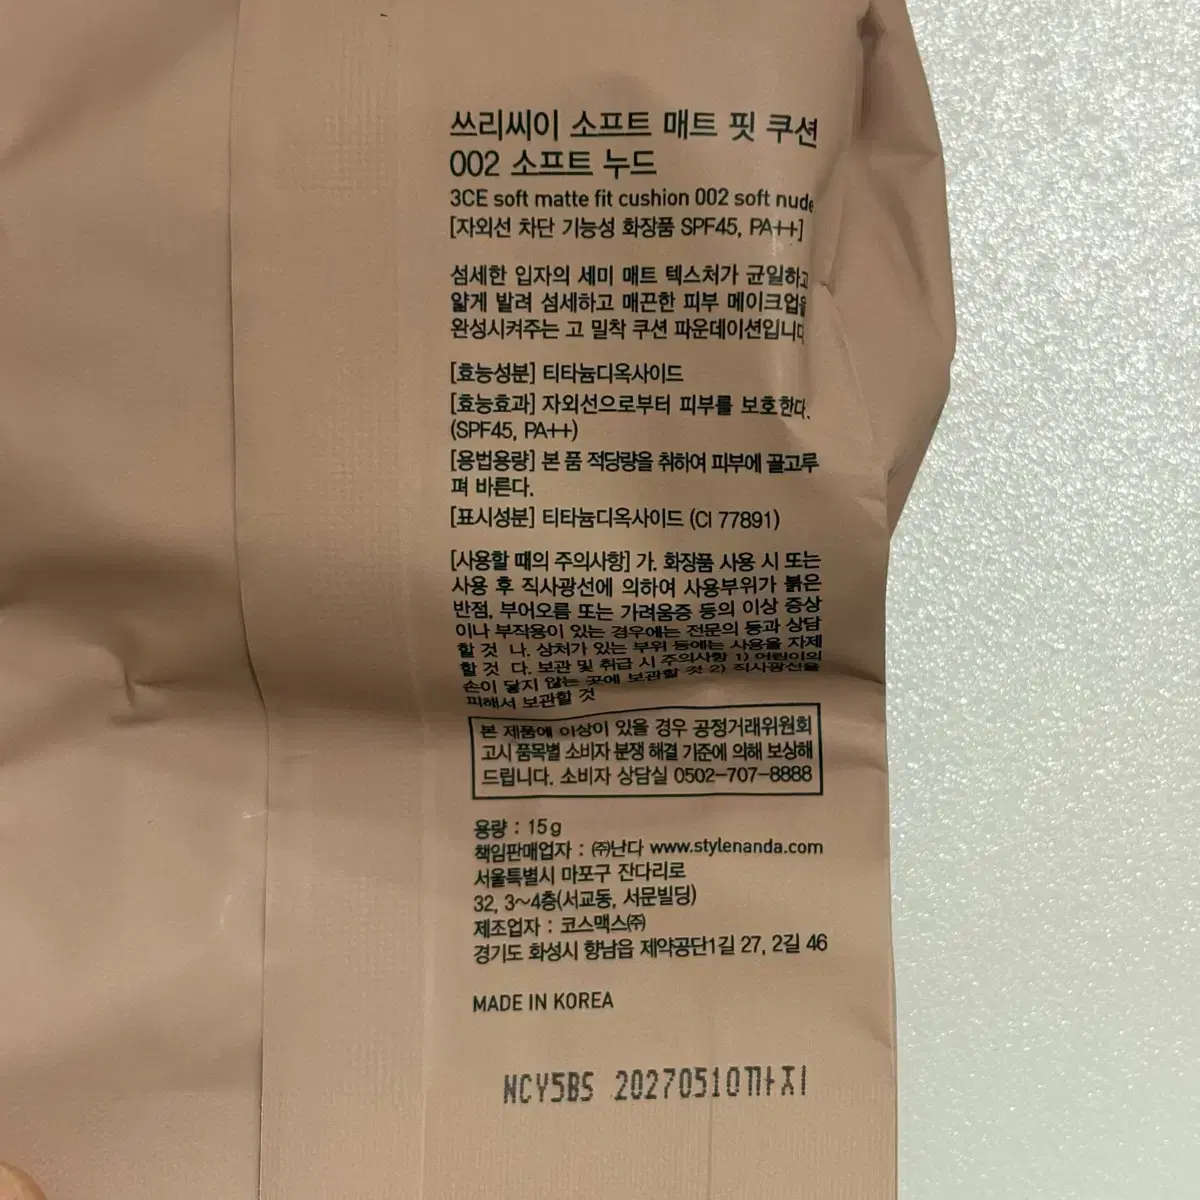 쓰리씨이 소프트 매트 핏 쿠션
002 소프트 누드
3CE soft matte fit cushion 002 soft nude
[자외선 차단 기능성 화장품 SPF45, PA++]
섬세한 입자의 세미 매트 텍스처가 균일하고
얇게 발려 섬세하고 매끈한 피부 메이크업을
완성시켜주는 고 밀착 쿠션 파운데이션입니다
[효능성분] 티타늄디옥사이드
[효능효과] 자외선으로부터 피부를 보호한다.
(SPF45, PA++)
[용법용량] 본 품 적당량을 취하여 피부에 골고루
펴 바른다.
[표시성분] 티타늄디옥사이드 (CI 77891)
[사용할 때의 주의사항] 가. 화장품 사용 시 또는
사용 후 직사광선에 의하여 사용부위가 붉은
반점, 부어오름 또는 가려움증 등의 이상 증상
이나 부작용이 있는 경우에는 전문의 등과 상담
할 것 나. 상처가 있는 부위 등에는 사용을 자제
할 것 다. 보관 및 취급 시 주의사항 1) 어린이의
손이 닿지 않는 곳에 보관할 것 2) 직사광선을
피해서 보관할 것
본 제품에 이상이 있을 경우 공정거래위원회
고시 품목별 소비자 분쟁 해결 기준에 의해 보상해
드립니다. 소비자 상담실 0502-707-8888
용량 : 15g
책임판매업자 : ㈜난다 www.stylenanda.com
서울특별시 마포구 잔다리로
32, 3~4층(서교동, 서문빌딩)
제조업자 : 코스맥스㈜
경기도 화성시 향남읍 제약공단1길 27, 2길 46
MADE IN KOREA
NCY5BS 20270510까지